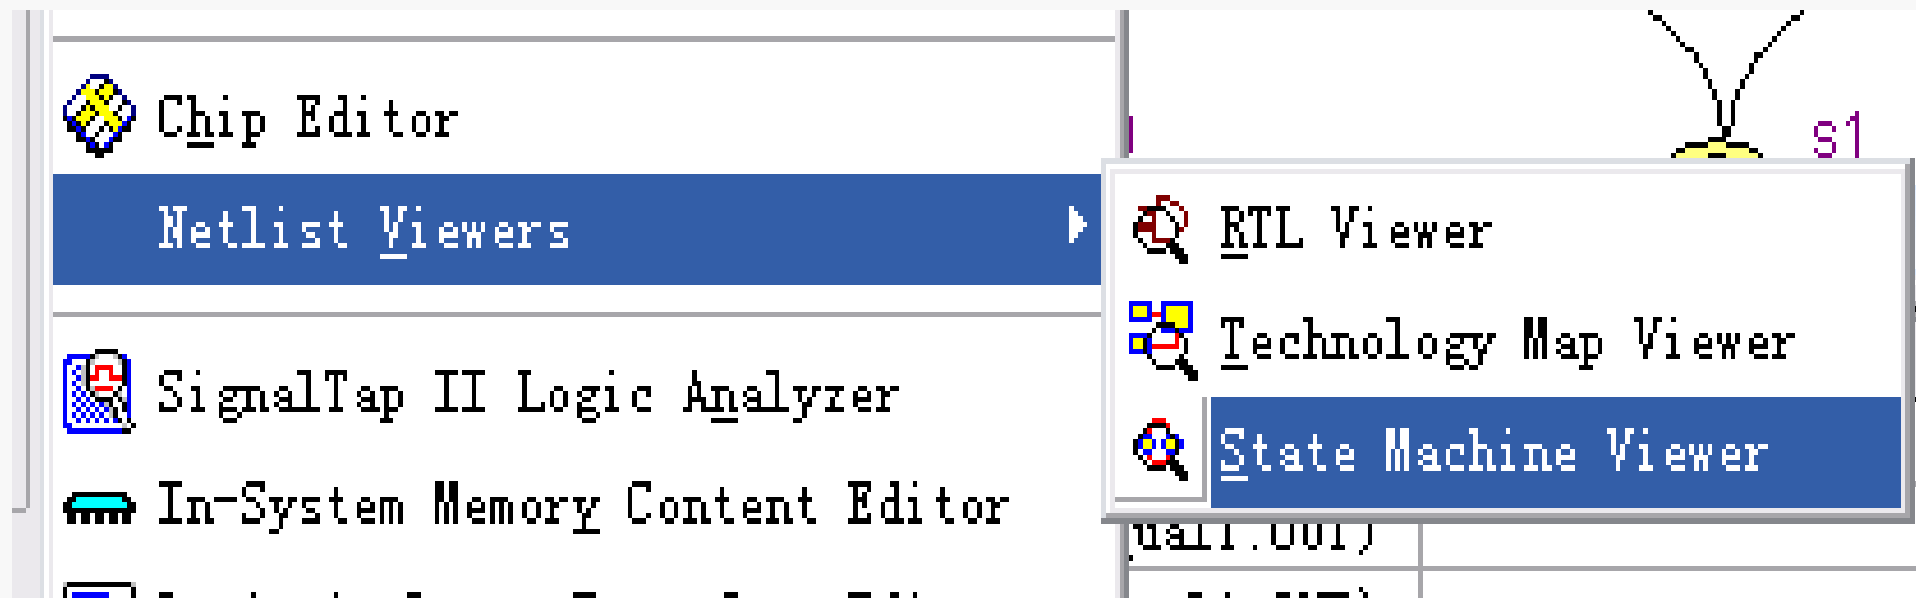 Chip Editor
s1
Netlist Viewers
RTL Viewer
Technology Map Viewer
SignalTap II Logic Analyzer
State Machine Viewer
In-System Memory Content Editor